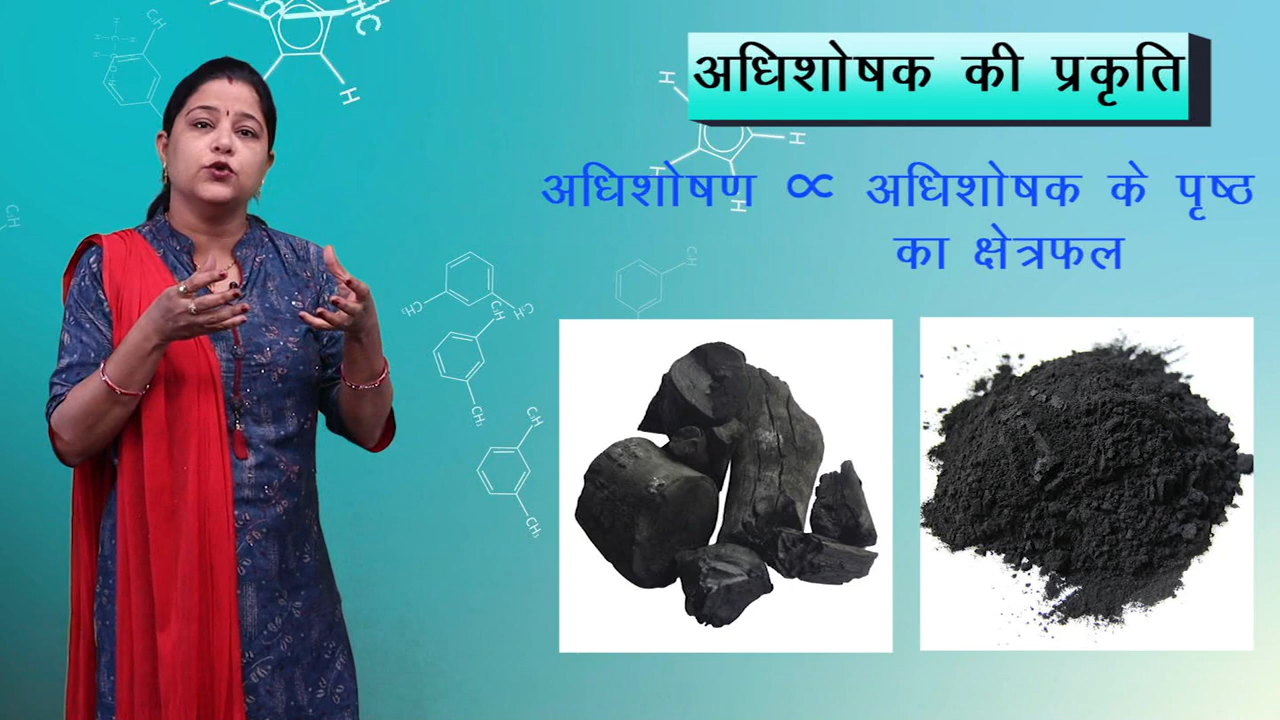 अधिशोषक की प्रकृति
अधिशोषण ∝ अधिशोषक के पृष्ठ
का क्षेत्रफल